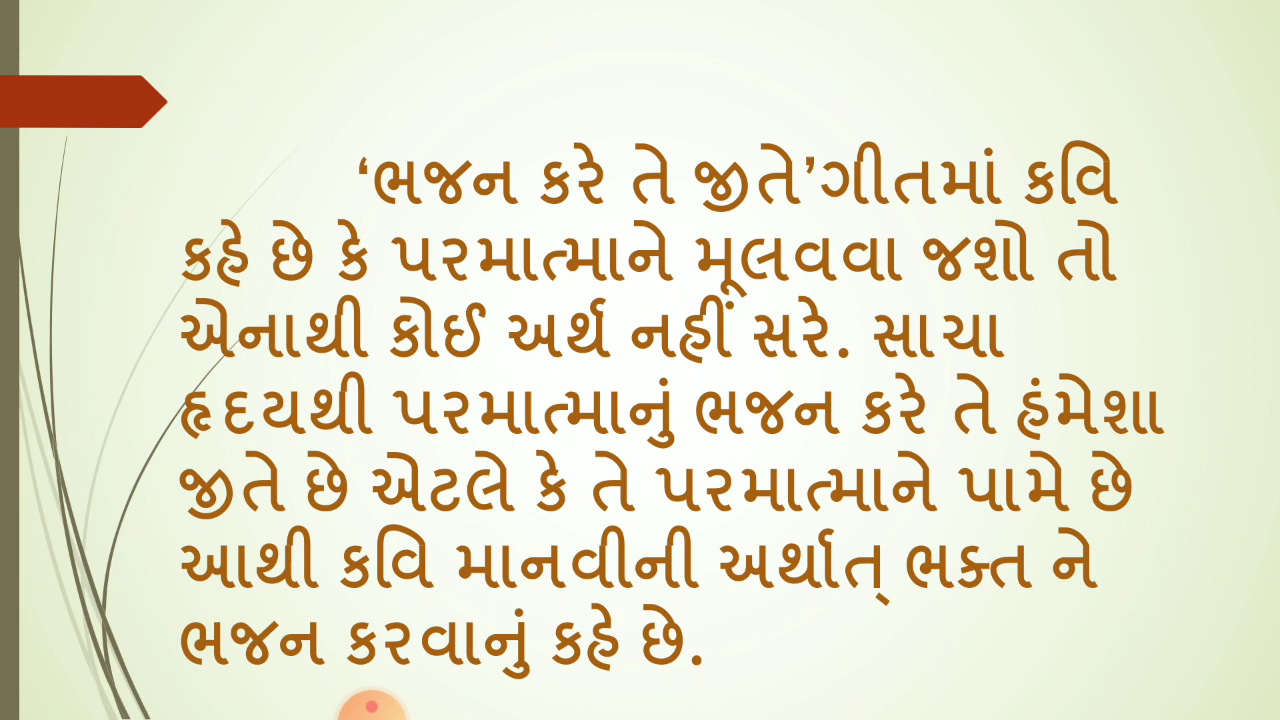 ‘ભજન કરે તે જીતે’ગીતમાં કવિ
કહે છે કે પરમાત્માને મૂલવવા જશો તો
એનાથી કોઈ અર્થ નહીં સરે. સાચા
હૃદયથી પરમાત્માનું ભજન કરે તે હંમેશા
જીતે છે એટલે કે તે પરમાત્માને પામે છે
આથી કવિ માનવીની અર્થાત્ ભક્ત ને
ભજન કરવાનું કહે છે.